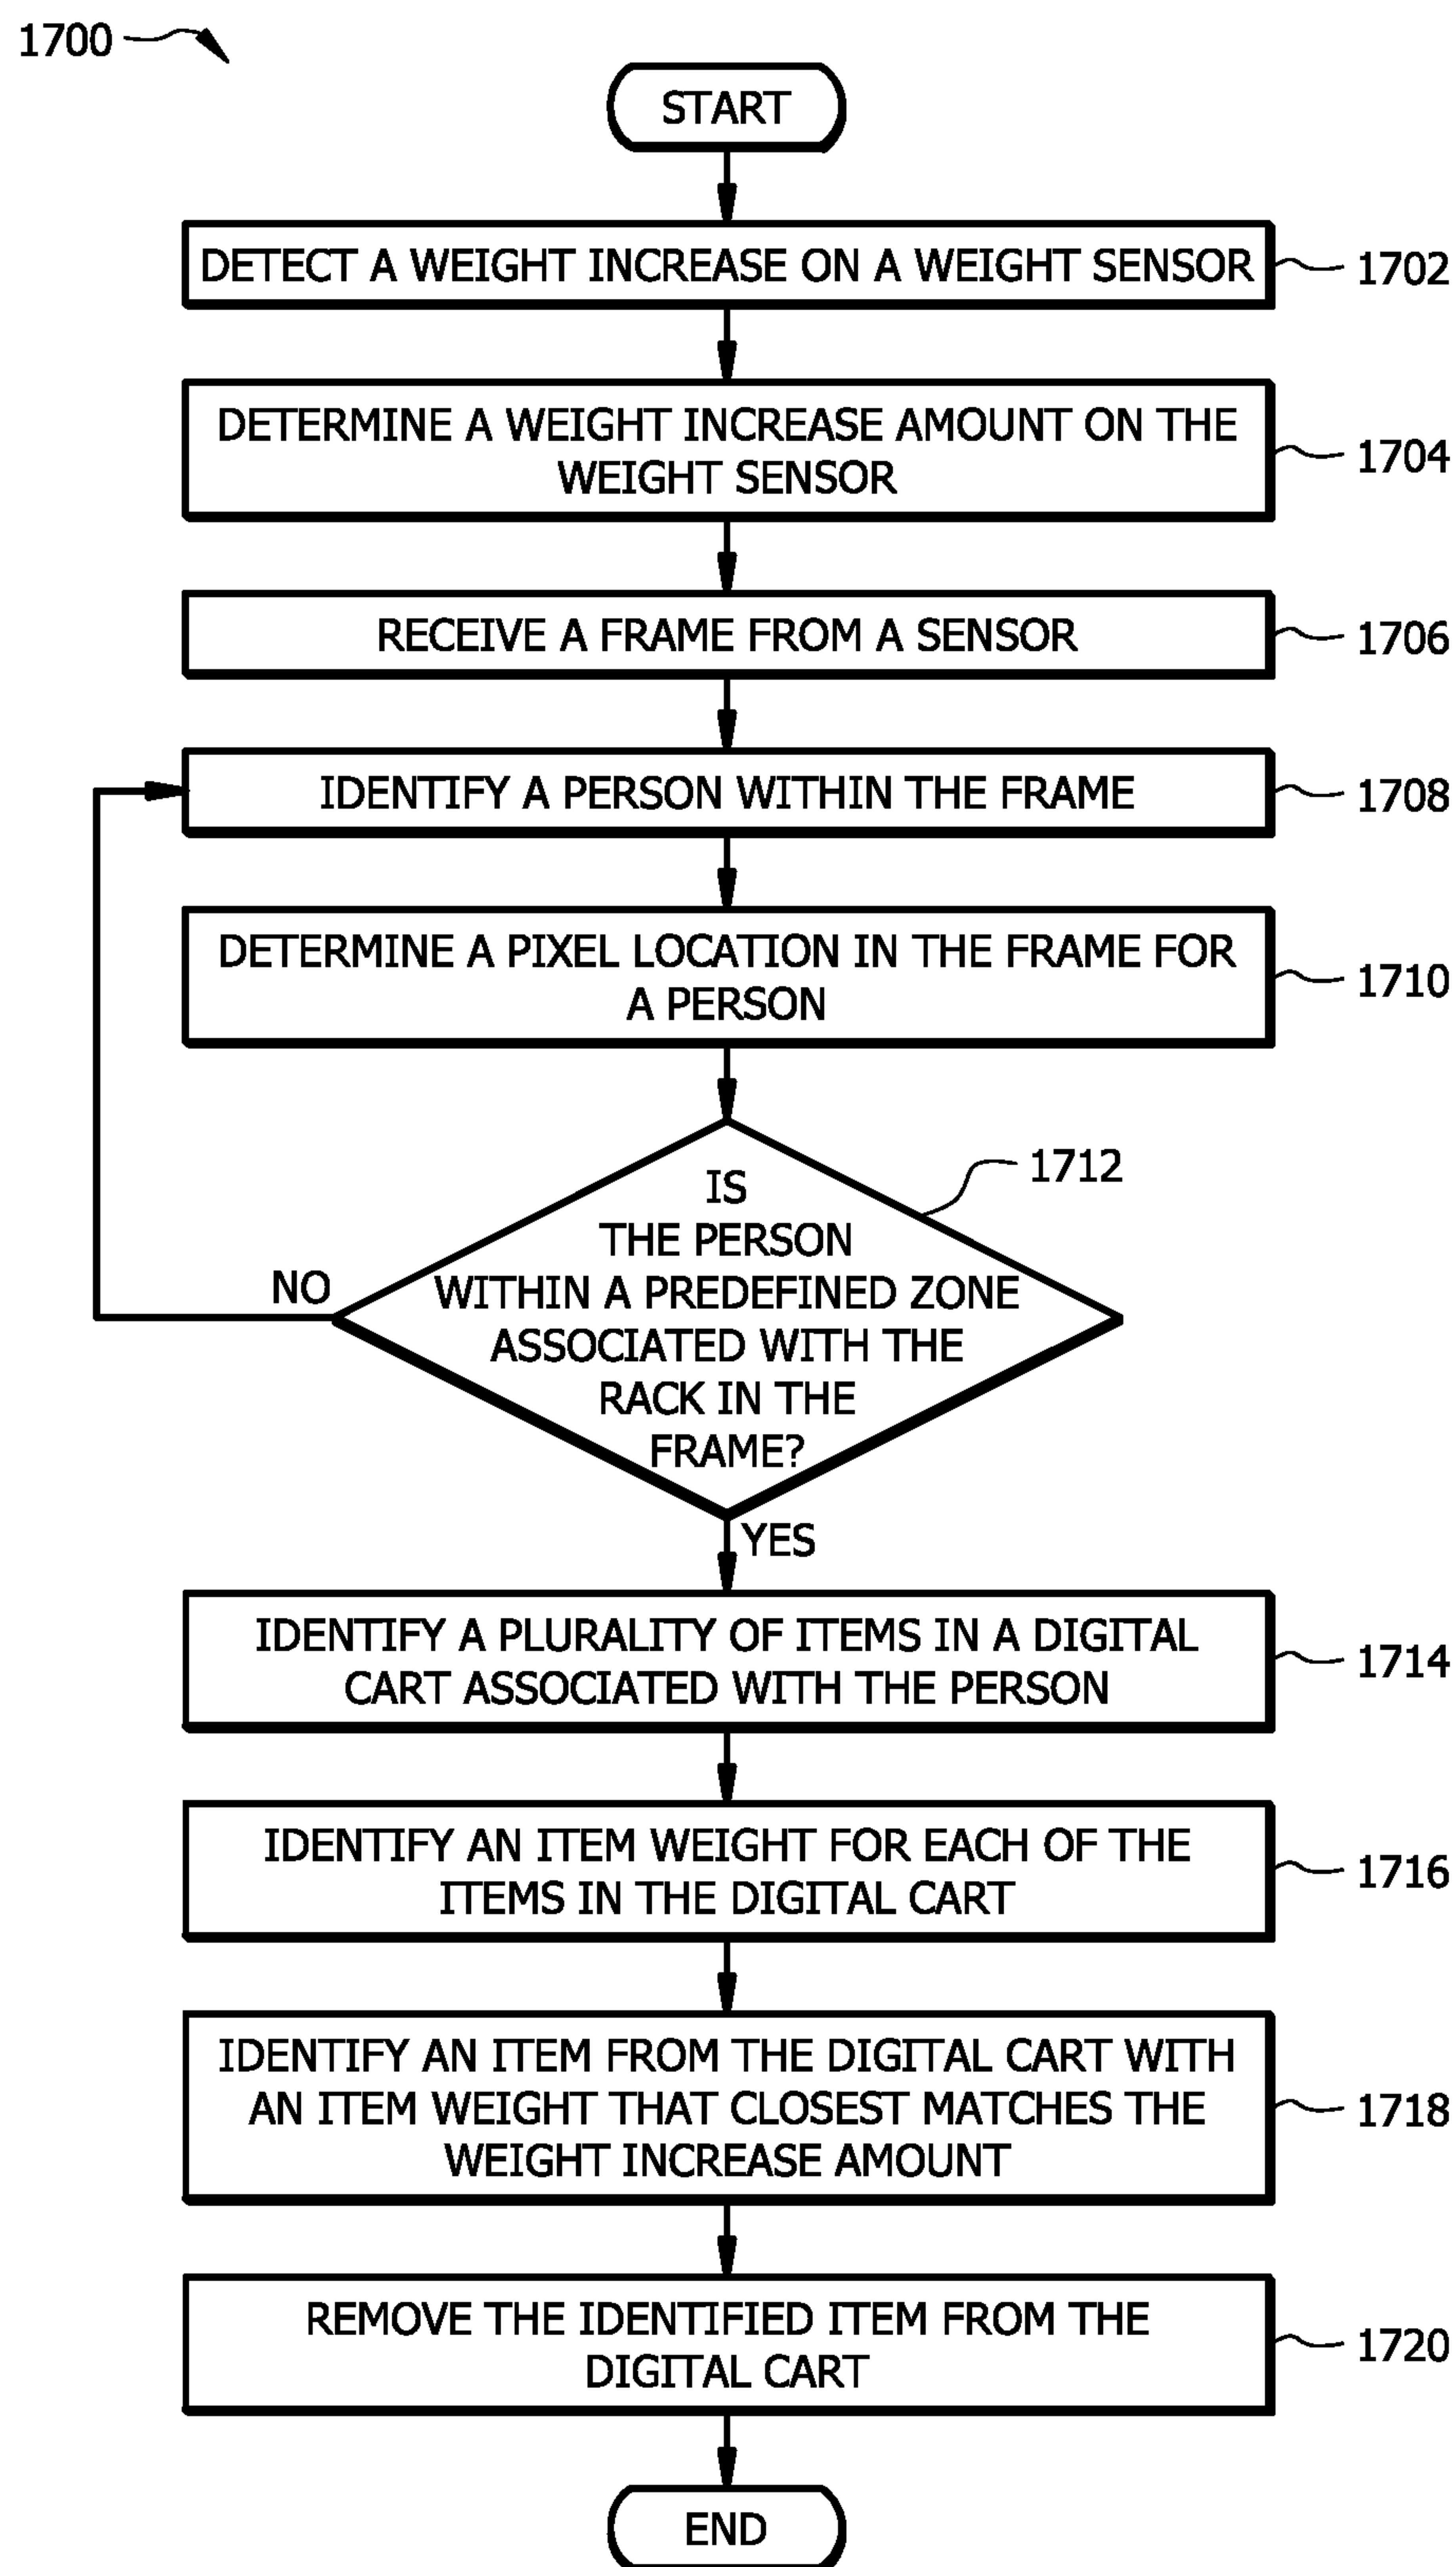 1700
START
DETECT A WEIGHT INCREASE ON A WEIGHT SENSOR
1702
DETERMINE A WEIGHT INCREASE AMOUNT ON THE
WEIGHT SENSOR
1704
RECEIVE A FRAME FROM A SENSOR
1706
IDENTIFY A PERSON WITHIN THE FRAME
1708
DETERMINE A PIXEL LOCATION IN THE FRAME FOR
A PERSON
1710
IS
THE PERSON
WITHIN A PREDEFINED ZONE
ASSOCIATED WITH THE
RACK IN THE
FRAME?
1712
NO
YES
IDENTIFY A PLURALITY OF ITEMS IN A DIGITAL
CART ASSOCIATED WITH THE PERSON
1714
IDENTIFY AN ITEM WEIGHT FOR EACH OF THE
ITEMS IN THE DIGITAL CART
1716
IDENTIFY AN ITEM FROM THE DIGITAL CART WITH
AN ITEM WEIGHT THAT CLOSEST MATCHES THE
WEIGHT INCREASE AMOUNT
1718
REMOVE THE IDENTIFIED ITEM FROM THE
DIGITAL CART
1720
END